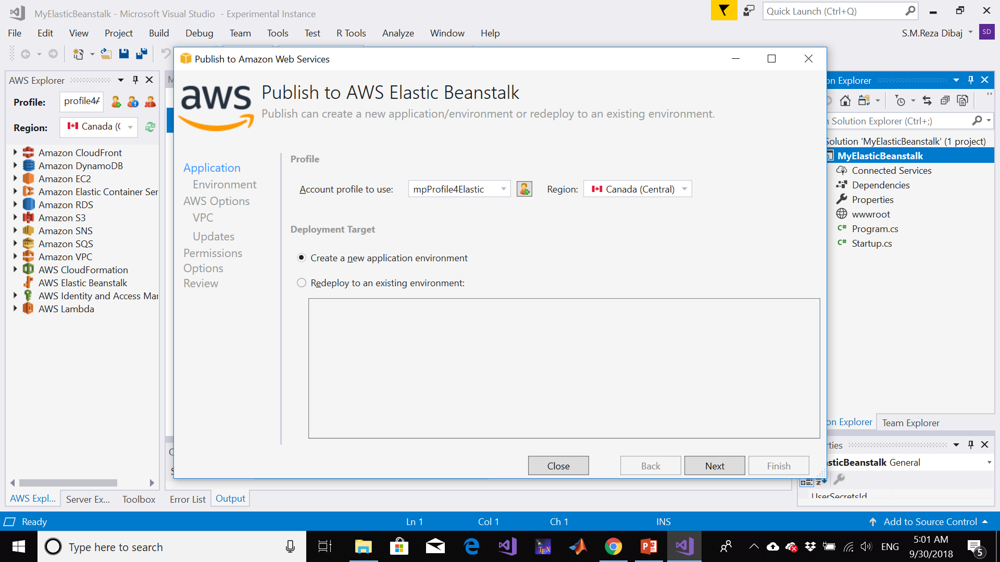 MyElasticBeanstalk - Microsoft Visual Studio - Experimental Instance
Quick Launch (Ctrl+Q)
File Edit View Project Build Debug Team Tools Test R Tools Analyze Window Help
S.M.Reza Dibaj SD
AWS Explorer
Profile: profile4A
Region: Canada (
Amazon CloudFront
Amazon DynamoDB
Amazon EC2
Amazon Elastic Container Ser
Amazon RDS
Amazon S3
Amazon SNS
Amazon SQS
Amazon VPC
AWS CloudFormation
AWS Elastic Beanstalk
AWS Identity and Access Mar
AWS Lambda
Publish to Amazon Web Services
aws
Publish to AWS Elastic Beanstalk
Publish can create a new application/environment or redeploy to an existing environment.
Application
Environment
AWS Options
VPC
Updates
Permissions
Options
Review
Profile
Account profile to use: mpProfile4Elastic Region: Canada (Central)
Deployment Target
Create a new application environment
Redeploy to an existing environment:
Close Back Next Finish
on Explorer
Solution Explorer (Ctrl+;)
Solution 'MyElasticBeanstalk' (1 project)
MyElasticBeanstalk
Connected Services
Dependencies
Properties
wwwroot
C# Program.cs
C# Startup.cs
on Explorer Team Explorer
rties
sticBeanstalk General
UserSecretsId
AWS Expl... Server Ex... Toolbox Error List Output
Ready Ln 1 Col 1 Ch 1 INS Add to Source Control
Type here to search
ENG
5:01 AM
9/30/2018
5